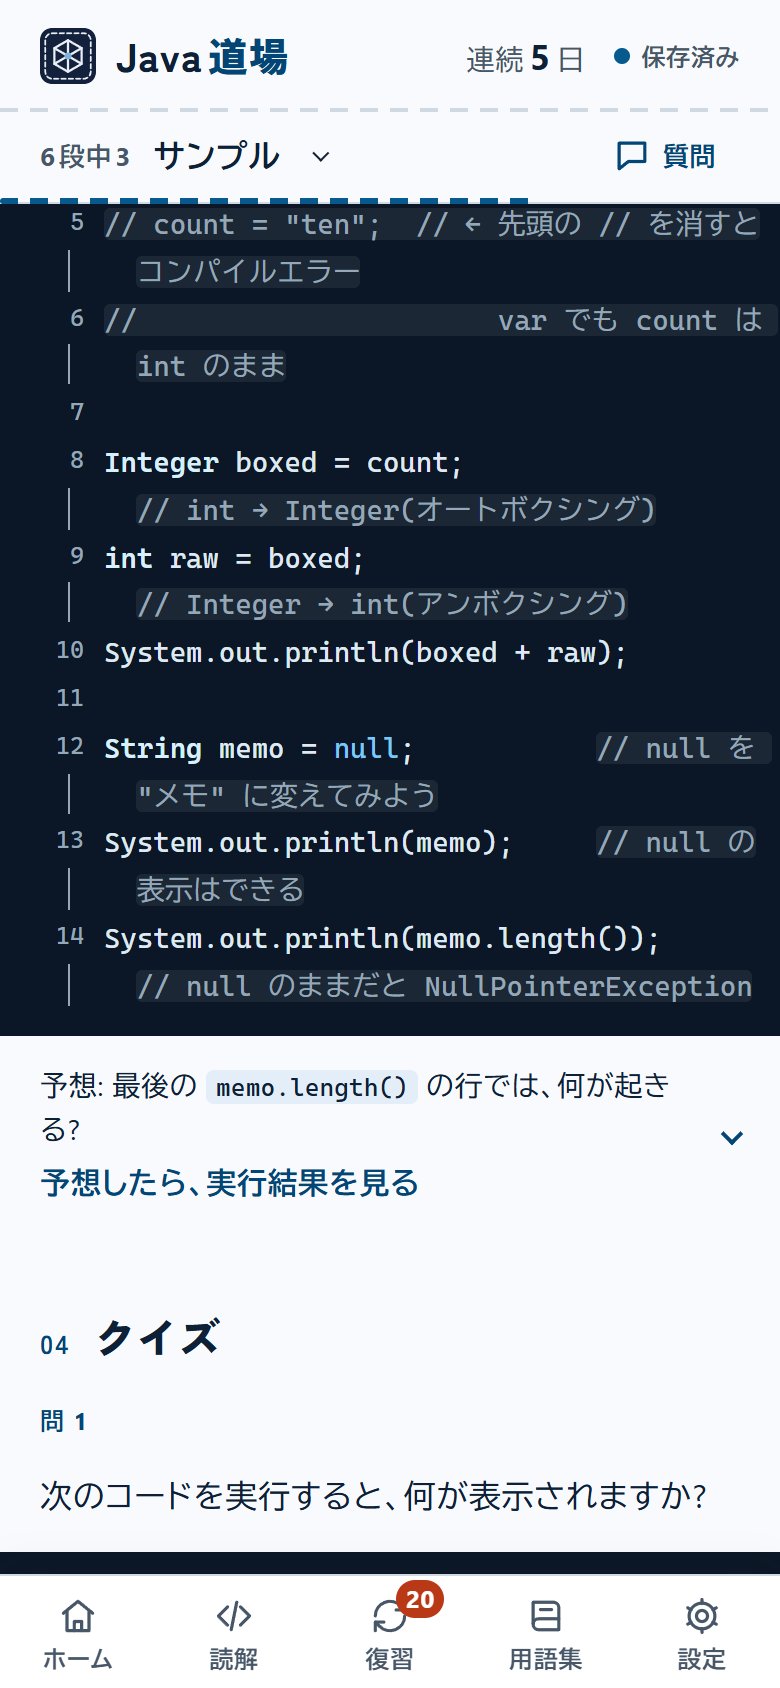 Java道場
連続 5 日
保存済み
6段中3 サンプル
質問
5 // count = "ten";  // ← 先頭の // を消すと
コンパイルエラー
6 //                      var でも count は
int のまま
7
8 Integer boxed = count;
// int → Integer(オートボクシング)
9 int raw = boxed;
// Integer → int(アンボクシング)
10 System.out.println(boxed + raw);
11
12 String memo = null;           // null を
"メモ" に変えてみよう
13 System.out.println(memo);     // null の
表示はできる
14 System.out.println(memo.length());
// null のままだと NullPointerException
予想: 最後の memo.length() の行では、何が起き
る?
予想したら、実行結果を見る
04 クイズ
問 1
次のコードを実行すると、何が表示されますか?
20
ホーム 読解 復習 用語集 設定